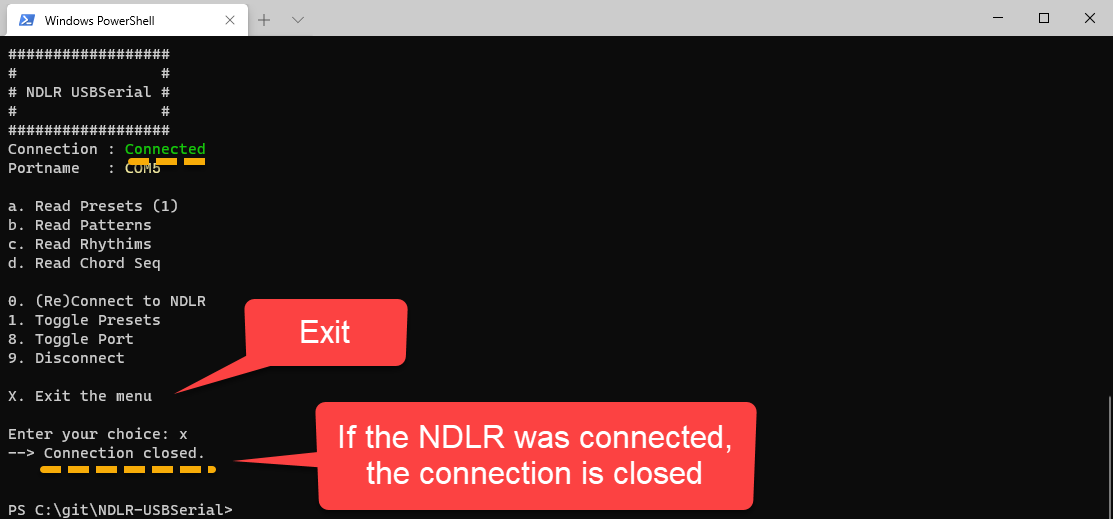 Windows PowerShell
##################
#                #
# NDLR USBSerial #
#                #
##################
Connection : Connected
Portname   : COM5
a. Read Presets (1)
b. Read Patterns
c. Read Rhythims
d. Read Chord Seq
0. (Re)Connect to NDLR
1. Toggle Presets
8. Toggle Port
9. Disconnect
Exit
X. Exit the menu
Enter your choice: x
--> Connection closed.
If the NDLR was connected,
the connection is closed
PS C:\git\NDLR-USBSerial>